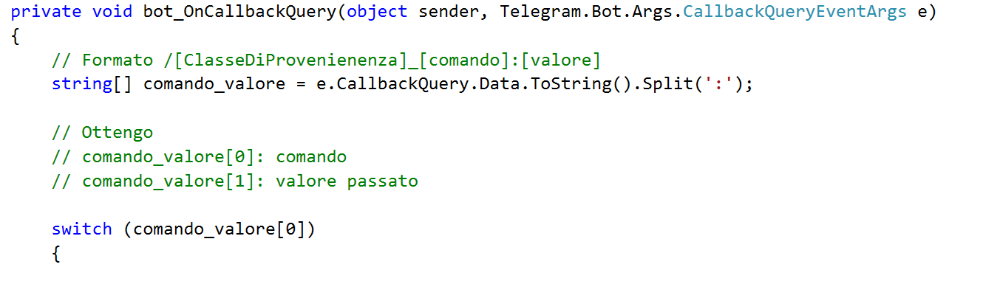 private void bot_OnCallbackQuery(object sender, Telegram.Bot.Args.CallbackQueryEventArgs e)
{
// Formato /[ClasseDiProvenienenza]_[comando]:[valore]
string[] comando_valore = e.CallbackQuery.Data.ToString().Split(':');
// Ottengo
// comando_valore[0]: comando
// comando_valore[1]: valore passato
switch (comando_valore[0])
{